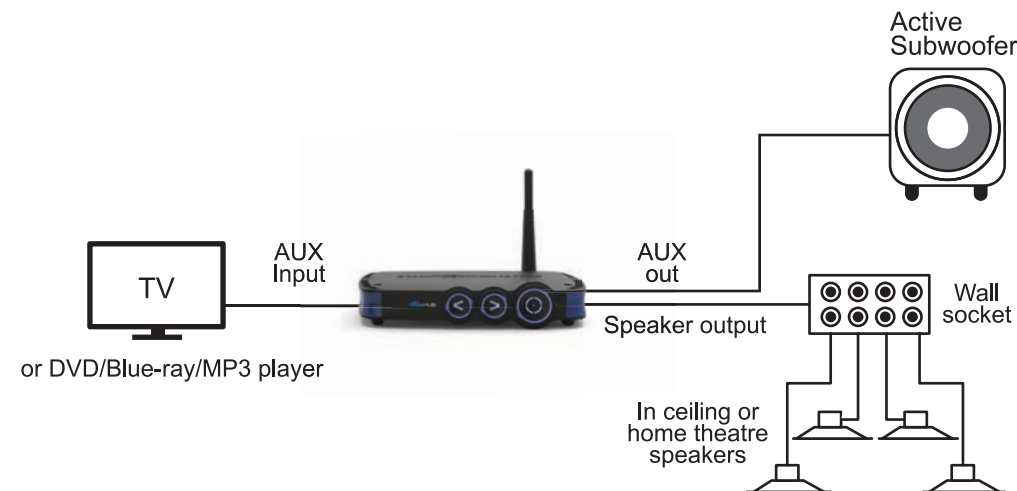 Active
Subwoofer
AUX
Input
TV
AUX
out
Speaker output
Wall
socket
or DVD/Blue-ray/MP3 player
In ceiling or
home theatre
speakers